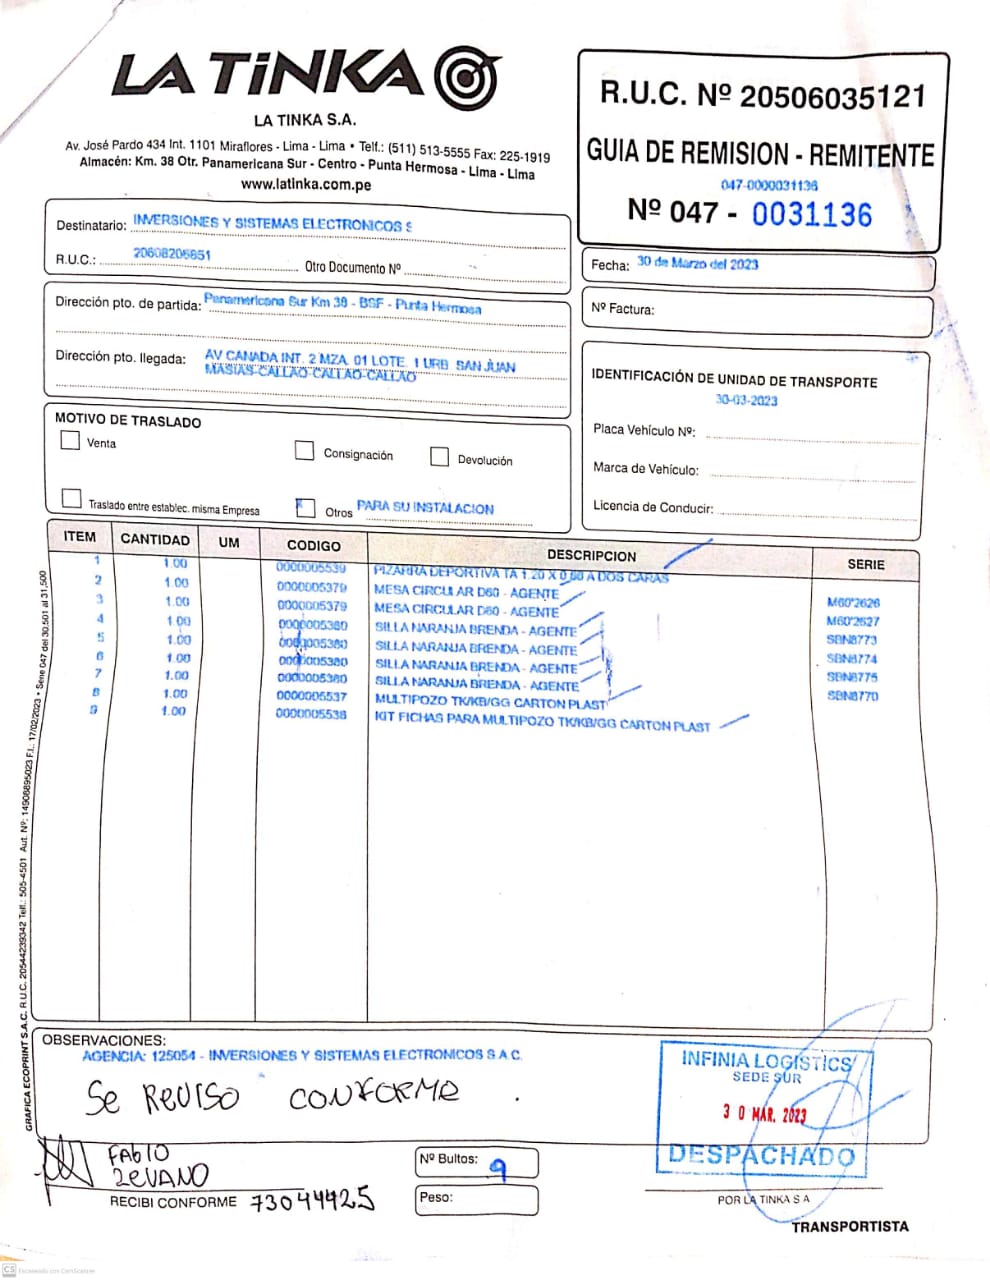 LA TiNKA
LA TINKA S.A.
Av. José Pardo 434 Int. 1101 Miraflores - Lima - Lima • Telf.: (511) 513-5555 Fax: 225-1919
Almacén: Km. 38 Otr. Panamericana Sur - Centro - Punta Hermosa - Lima - Lima
www.latinka.com.pe
R.U.C. Nº 20506035121
GUIA DE REMISION - REMITENTE
047-0000031136
Nº 047 - 0031136
Destinatario: INVERSIONES Y SISTEMAS ELECTRONICOS S
R.U.C.: 20608205651
Otro Documento Nº
Fecha: 30 de Marzo del 2023
Nº Factura:
Dirección pto. de partida: Panamericana Sur Km 38 - BSF - Punta Hermosa
Dirección pto. llegada: AV CANADA INT. 2 MZA. 01 LOTE. 1 URB SAN JUAN
MASIAS-CALLAO-CALLAO-CALLAO
IDENTIFICACIÓN DE UNIDAD DE TRANSPORTE
30-03-2023
Placa Vehículo Nº:
Marca de Vehículo:
Licencia de Conducir:
MOTIVO DE TRASLADO
Venta
Consignación
Devolución
Traslado entre establec. misma Empresa
Otros PARA SU INSTALACION
ITEM CANTIDAD UM CODIGO DESCRIPCION SERIE
1 1.00 0000005539 PIZARRA DEPORTIVA TA 1.20 X 0.60 A DOS CARAS
2 1.00 0000005379 MESA CIRCULAR D60 - AGENTE M60'2626
3 1.00 0000005379 MESA CIRCULAR D60 - AGENTE M60'2627
4 1.00 0000005380 SILLA NARANJA BRENDA - AGENTE SBN8773
5 1.00 0000005380 SILLA NARANJA BRENDA - AGENTE SBN8774
6 1.00 0000005380 SILLA NARANJA BRENDA - AGENTE SBN8775
7 1.00 0000005380 SILLA NARANJA BRENDA - AGENTE SBN8770
8 1.00 0000005537 MULTIPOZO TK/KB/GG CARTON PLAST
9 1.00 0000005538 KIT FICHAS PARA MULTIPOZO TK/KB/GG CARTON PLAST
GRAFICA ECOPRINT S.A.C. R.U.C. 20544239342 Telf.: 505-4501 Aut. Nº: 14908895023 F.I.: 17/02/2023 • Serie 047 del 30,501 al 31,500
OBSERVACIONES:
AGENCIA: 125054 - INVERSIONES Y SISTEMAS ELECTRONICOS S A C.
Se REVISO CONFORME.
INFINIA LOGISTICS
SEDE SUR
30 MAR. 2023
DESPACHADO
FAbIO
ZEVANO
RECIBI CONFORME 73044425
Nº Bultos: 9
Peso:
POR LA TINKA S A
TRANSPORTISTA
CS Escaneado con CamScanner